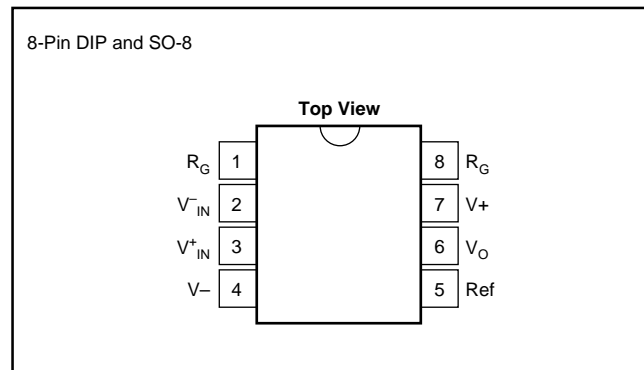 8-Pin DIP and SO-8
Top View
R_G 1 8 R_G
V⁻_IN 2 7 V+
V⁺_IN 3 6 V_O
V– 4 5 Ref